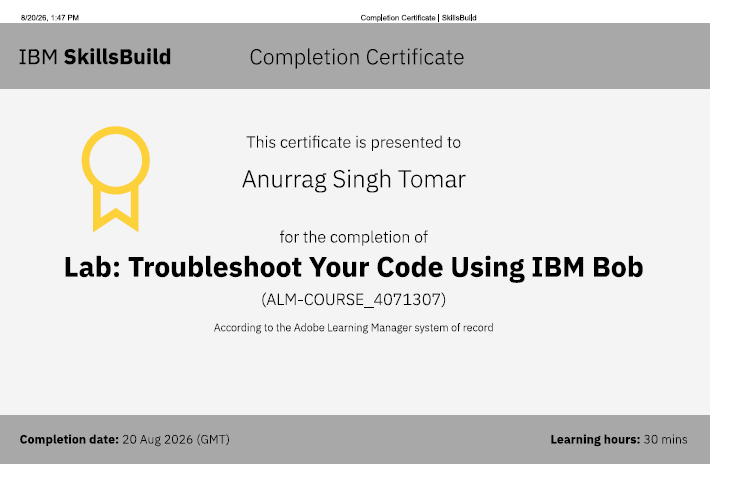 8/20/26, 1:47 PM Completion Certificate | SkillsBuild
IBM SkillsBuild Completion Certificate
This certificate is presented to
Anurrag Singh Tomar
for the completion of
Lab: Troubleshoot Your Code Using IBM Bob
(ALM-COURSE_4071307)
According to the Adobe Learning Manager system of record
Completion date: 20 Aug 2026 (GMT) Learning hours: 30 mins